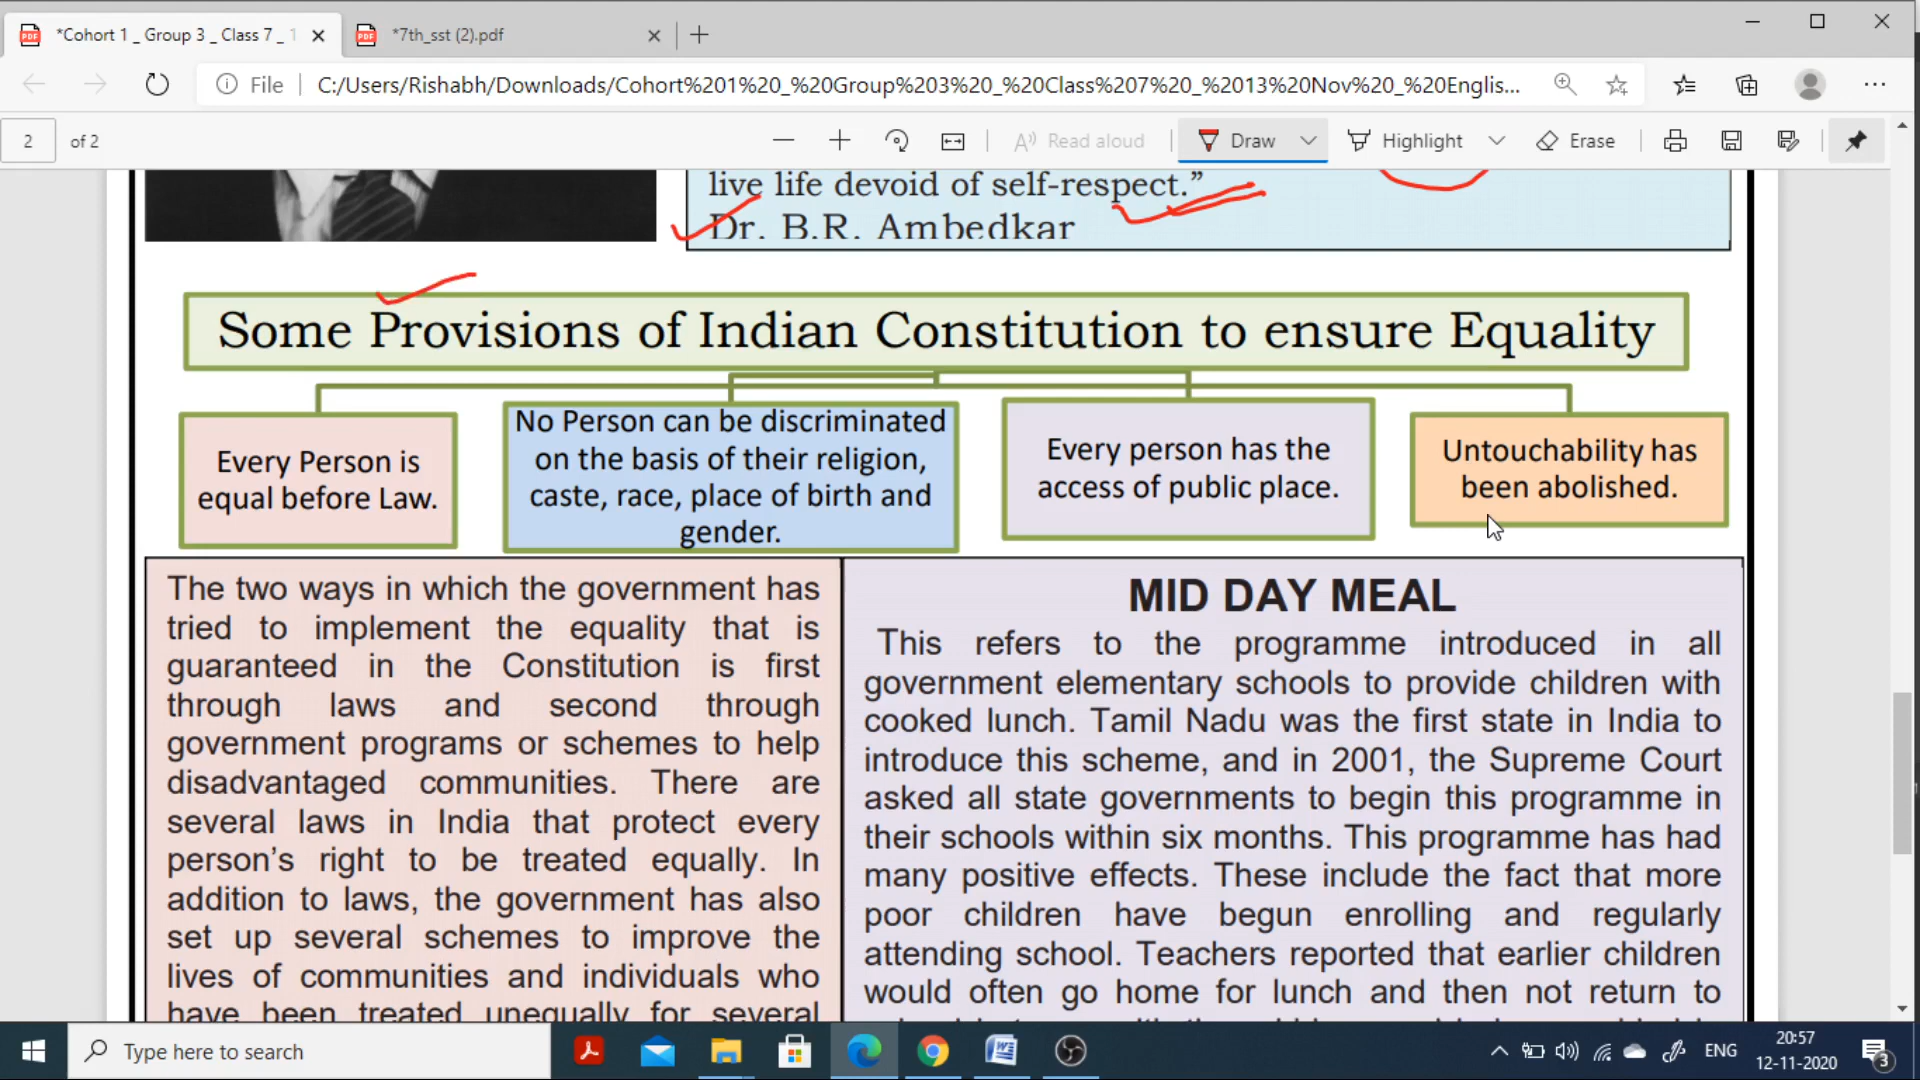 *Cohort 1 _ Group 3 _ Class 7 _ 1
*7th_sst (2).pdf
File
C:/Users/Rishabh/Downloads/Cohort%201%20_%20Group%203%20_%20Class%207%20_%2013%20Nov%20_%20Englis...
2 of 2
Read aloud
Draw
Highlight
Erase
live life devoid of self-respect.”
Dr. B.R. Ambedkar
Some Provisions of Indian Constitution to ensure Equality
Every Person is
equal before Law.
No Person can be discriminated
on the basis of their religion,
caste, race, place of birth and
gender.
Every person has the
access of public place.
Untouchability has
been abolished.
The two ways in which the government has
tried to implement the equality that is
guaranteed in the Constitution is first
through laws and second through
government programs or schemes to help
disadvantaged communities. There are
several laws in India that protect every
person’s right to be treated equally. In
addition to laws, the government has also
set up several schemes to improve the
lives of communities and individuals who
have been treated unequally for several
MID DAY MEAL
This refers to the programme introduced in all
government elementary schools to provide children with
cooked lunch. Tamil Nadu was the first state in India to
introduce this scheme, and in 2001, the Supreme Court
asked all state governments to begin this programme in
their schools within six months. This programme has had
many positive effects. These include the fact that more
poor children have begun enrolling and regularly
attending school. Teachers reported that earlier children
would often go home for lunch and then not return to
Type here to search
ENG
20:57
12-11-2020
3